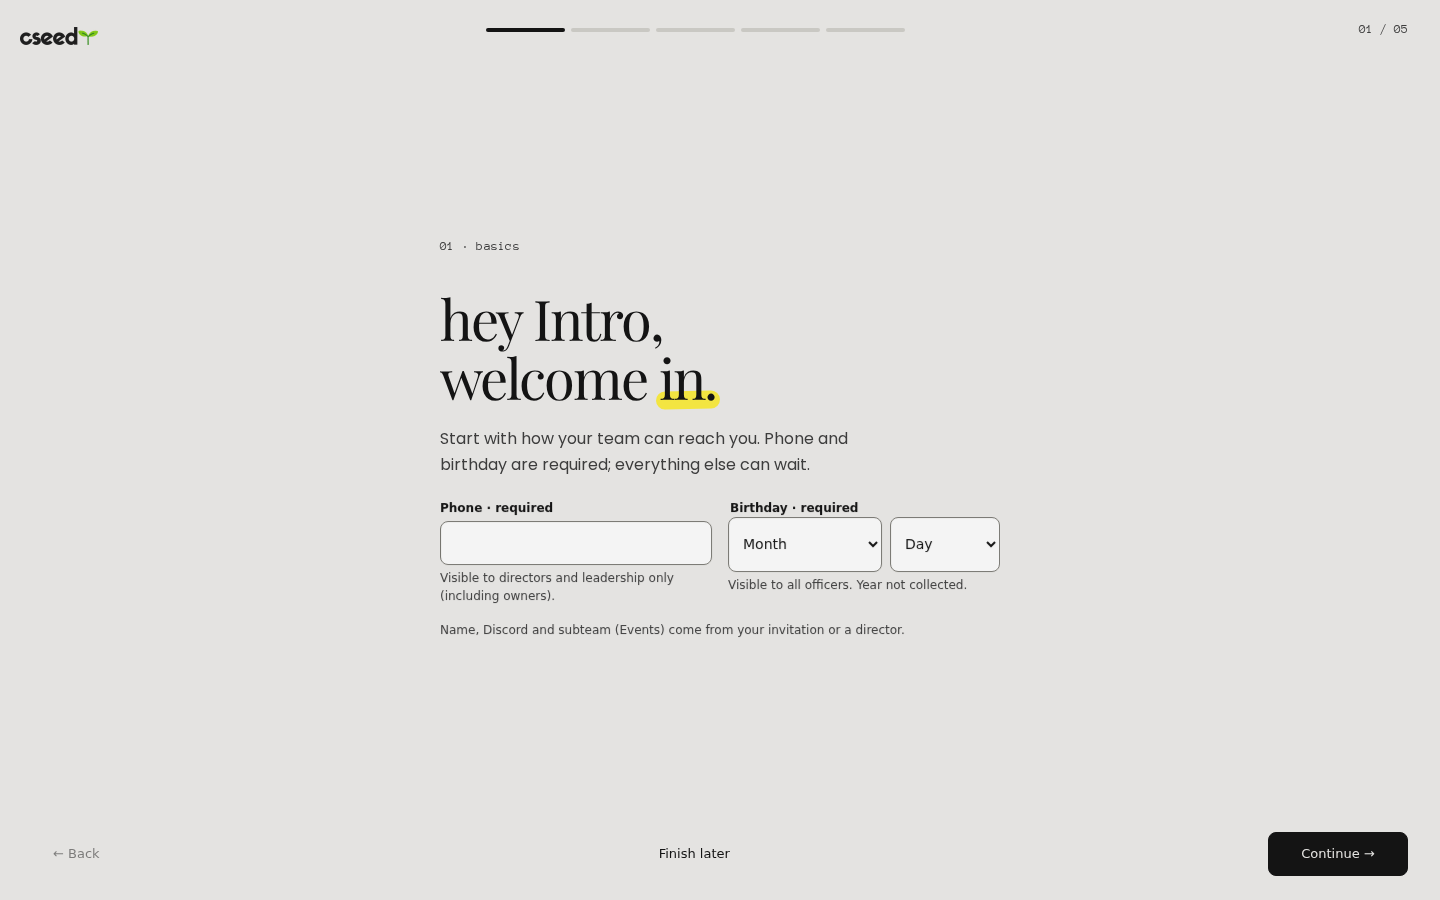 cseed
01 / 05
01 · basics
hey Intro,
welcome in.
Start with how your team can reach you. Phone and
birthday are required; everything else can wait.
Phone · required
Birthday · required
Month
Day
Visible to directors and leadership only
(including owners).
Visible to all officers. Year not collected.
Name, Discord and subteam (Events) come from your invitation or a director.
← Back
Finish later
Continue →